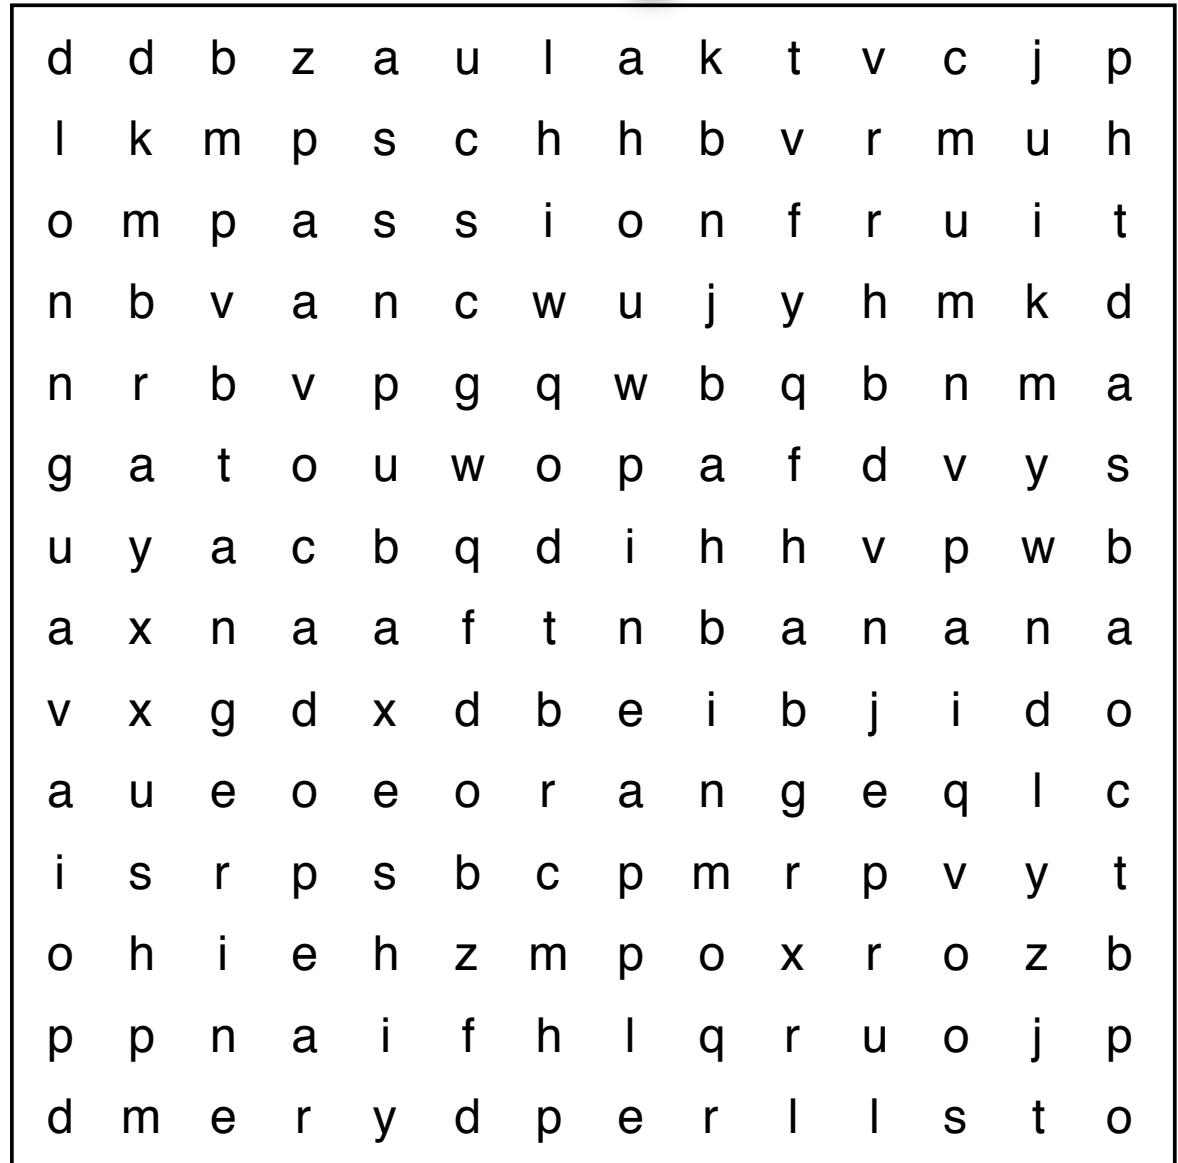 d d b z a u l a k t v c j p
l k m p s c h h b v r m u h
o m p a s s i o n f r u i t
n b v a n c w u j y h m k d
n r b v p g q w b q b n m a
g a t o u w o p a f d v y s
u y a c b q d i h h v p w b
a x n a a f t n b a n a n a
v x g d x d b e i b j i d o
a u e o e o r a n g e q l c
i s r p s b c p m r p v y t
o h i e h z m p o x r o z b
p p n a i f h l q r u o j p
d m e r y d p e r l l s t o